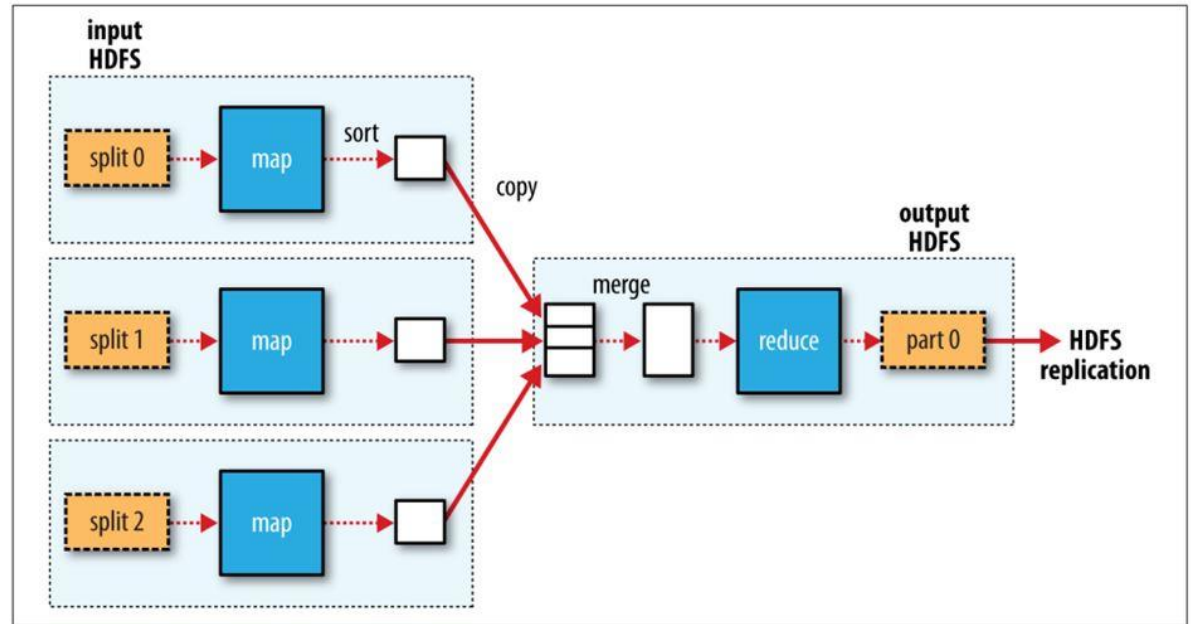 input
HDFS
split 0
map
sort
copy
split 1
map
split 2
map
merge
reduce
output
HDFS
part 0
HDFS
replication